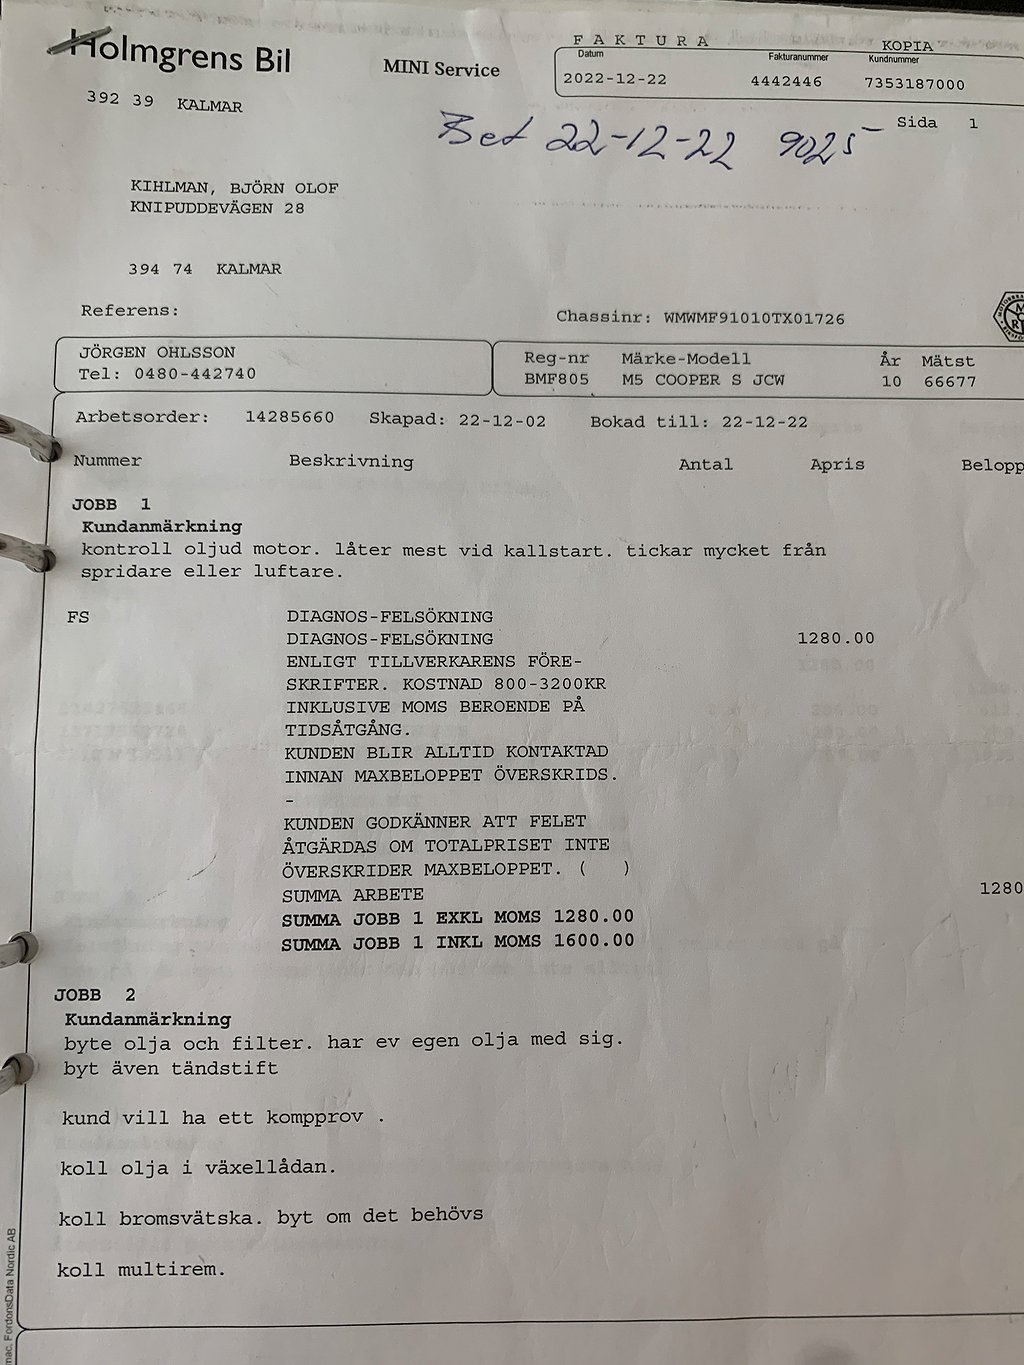 Holmgrens Bil
MINI Service
FAKTURA KOPIA
Datum Fakturanummer Kundnummer
2022-12-22 4442446 7353187000
392 39 KALMAR
Bet 22-12-22 9025-
Sida 1
KIHLMAN, BJÖRN OLOF
KNIPUDDEVÄGEN 28
394 74 KALMAR
Referens:
Chassinr: WMWMF91010TX01726
JÖRGEN OHLSSON
Tel: 0480-442740
Reg-nr Märke-Modell År Mätst
BMF805 M5 COOPER S JCW 10 66677
Arbetsorder: 14285660 Skapad: 22-12-02 Bokad till: 22-12-22
Nummer Beskrivning Antal Apris Belopp
JOBB 1
Kundanmärkning
kontroll oljud motor. låter mest vid kallstart. tickar mycket från
spridare eller luftare.
FS DIAGNOS-FELSÖKNING
DIAGNOS-FELSÖKNING 1280.00
ENLIGT TILLVERKARENS FÖRE-
SKRIFTER. KOSTNAD 800-3200KR
INKLUSIVE MOMS BEROENDE PÅ
TIDSÅTGÅNG.
KUNDEN BLIR ALLTID KONTAKTAD
INNAN MAXBELOPPET ÖVERSKRIDS.
-
KUNDEN GODKÄNNER ATT FELET
ÅTGÄRDAS OM TOTALPRISET INTE
ÖVERSKRIDER MAXBELOPPET. ( )
SUMMA ARBETE 1280
SUMMA JOBB 1 EXKL MOMS 1280.00
SUMMA JOBB 1 INKL MOMS 1600.00
JOBB 2
Kundanmärkning
byte olja och filter. har ev egen olja med sig.
byt även tändstift
kund vill ha ett kompprov .
koll olja i växellådan.
koll bromsvätska. byt om det behövs
koll multirem.
FordonsData Nordic AB